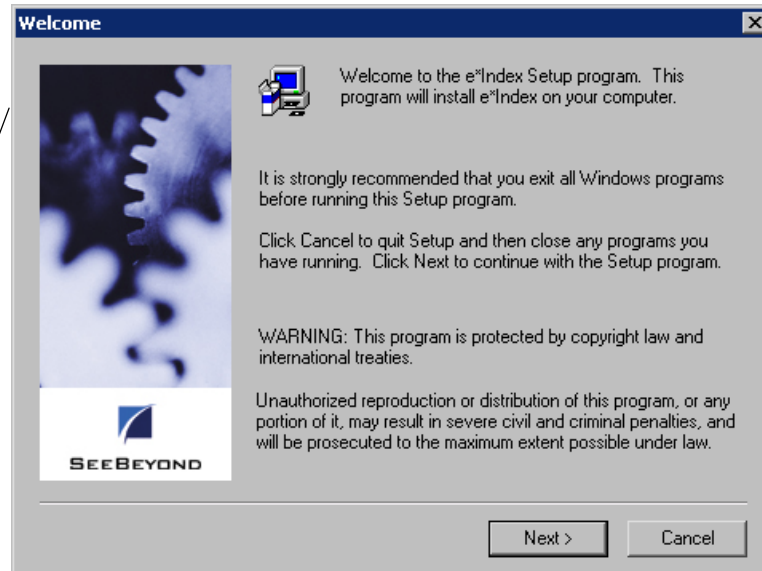 Welcome
Welcome to the e*Index Setup program. This
program will install e*Index on your computer.
It is strongly recommended that you exit all Windows programs
before running this Setup program.
Click Cancel to quit Setup and then close any programs you
have running. Click Next to continue with the Setup program.
WARNING: This program is protected by copyright law and
international treaties.
Unauthorized reproduction or distribution of this program, or any
portion of it, may result in severe civil and criminal penalties, and
will be prosecuted to the maximum extent possible under law.
SEEBEYOND
Next >
Cancel